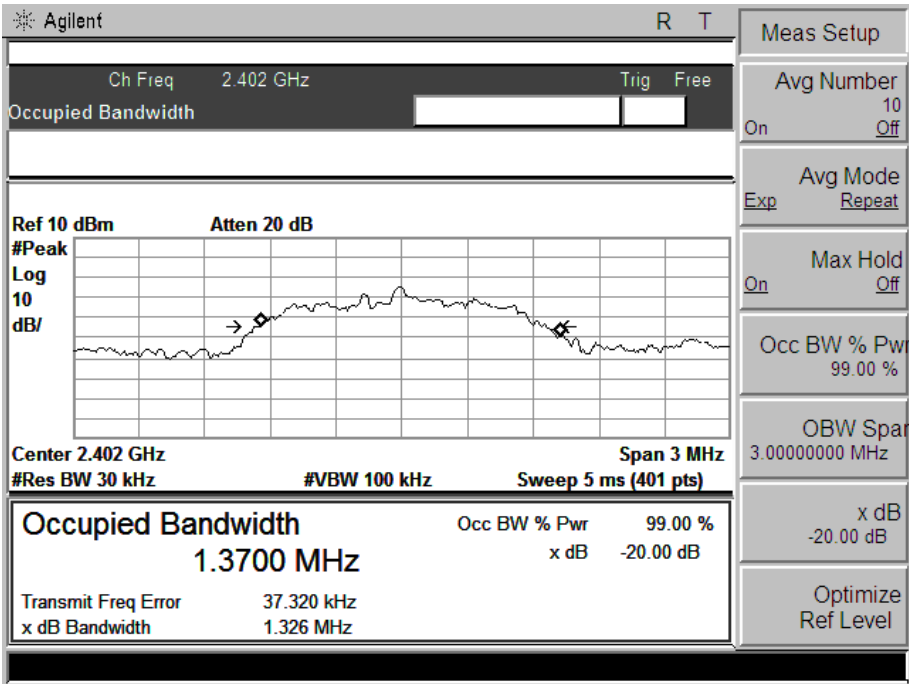 Agilent
R T
Ch Freq 2.402 GHz Trig Free
Occupied Bandwidth
Ref 10 dBm Atten 20 dB
#Peak
Log
10
dB/
Center 2.402 GHz Span 3 MHz
#Res BW 30 kHz #VBW 100 kHz Sweep 5 ms (401 pts)
Occupied Bandwidth
1.3700 MHz
Occ BW % Pwr 99.00 %
x dB -20.00 dB
Transmit Freq Error 37.320 kHz
x dB Bandwidth 1.326 MHz
Meas Setup
Avg Number
10
On Off
Avg Mode
Exp Repeat
Max Hold
On Off
Occ BW % Pwr
99.00 %
OBW Span
3.00000000 MHz
x dB
-20.00 dB
Optimize
Ref Level